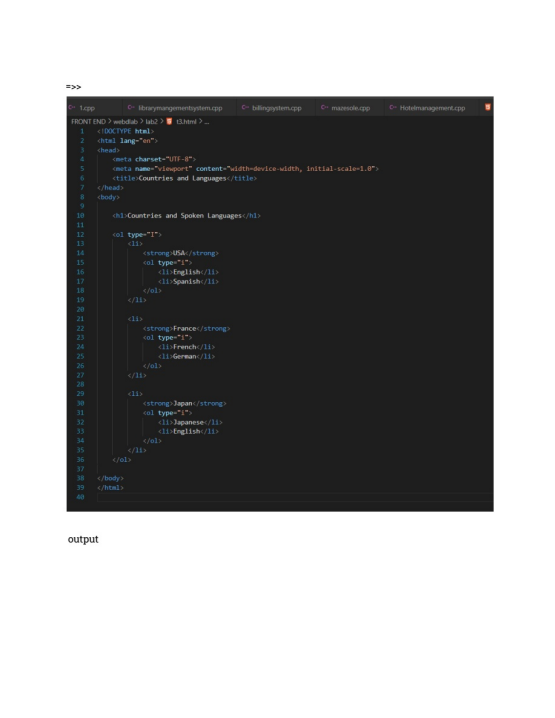 =>>
1.cpp librarymangementsystem.cpp billingsystem.cpp mazesole.cpp Hotelmanagement.cpp
FRONT END > webdlab > lab2 > t3.html > ...
1 <!DOCTYPE html>
2 <html lang="en">
3 <head>
4 <meta charset="UTF-8">
5 <meta name="viewport" content="width=device-width, initial-scale=1.0">
6 <title>Countries and Languages</title>
7 </head>
8 <body>
9
10 <h1>Countries and Spoken Languages</h1>
11
12 <ol type="I">
13 <li>
14 <strong>USA</strong>
15 <ol type="i">
16 <li>English</li>
17 <li>Spanish</li>
18 </ol>
19 </li>
20
21 <li>
22 <strong>France</strong>
23 <ol type="i">
24 <li>French</li>
25 <li>German</li>
26 </ol>
27 </li>
28
29 <li>
30 <strong>Japan</strong>
31 <ol type="i">
32 <li>Japanese</li>
33 <li>English</li>
34 </ol>
35 </li>
36 </ol>
37
38 </body>
39 </html>
40
output